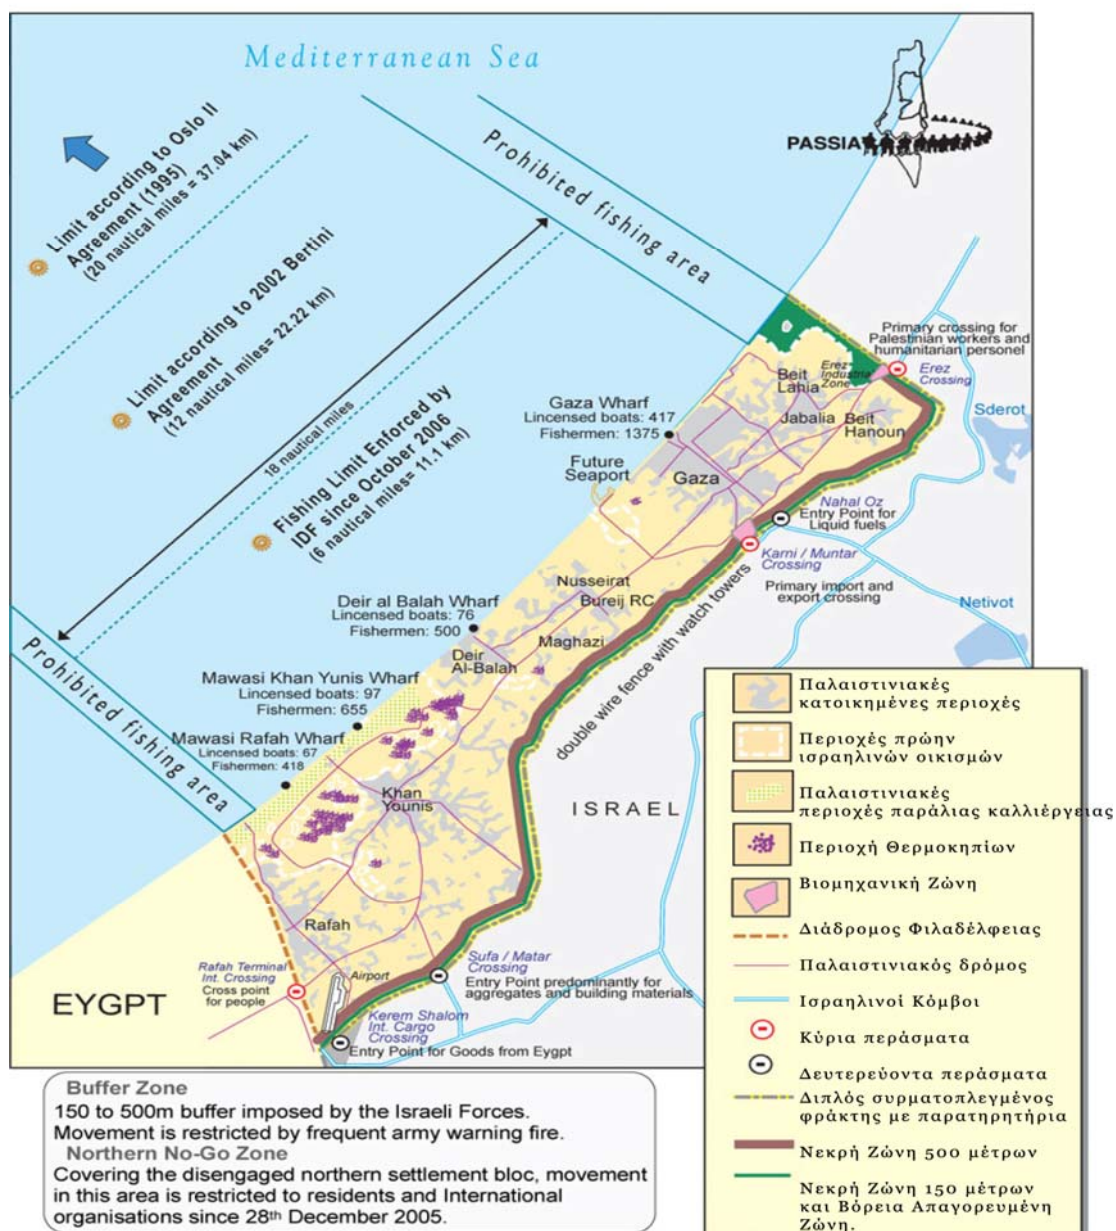 Mediterranean Sea
PASSIA
Limit according to Oslo II
Agreement (1995)
(20 nautical miles = 37.04 km)
Limit according to 2002 Bertini
Agreement
(12 nautical miles= 22.22 km)
Fishing Limit Enforced by
IDF since October 2006
(6 nautical miles= 11.1 km)
18 nautical miles
Prohibited fishing area
Prohibited fishing area
Primary crossing for
Palestinian workers and
humanitarian personel
Erez
Crossing
Erez
Industrial
Zone
Beit
Lahia
Jabalia
Beit
Hanoun
Sderot
Gaza Wharf
Lincensed boats: 417
Fishermen: 1375
Future
Seaport
Gaza
Nahal Oz
Entry Point for
Liquid fuels
Karni / Muntar
Crossing
Primary import and
export crossing
Netivot
Nusseirat
Bureij RC
Maghazi
Deir al Balah Wharf
Lincensed boats: 76
Fishermen: 500
Deir
Al-Balah
Mawasi Khan Yunis Wharf
Lincensed boats: 97
Fishermen: 655
Mawasi Rafah Wharf
Lincensed boats: 67
Fishermen: 418
double wire fence with watch towers
Khan
Younis
ISRAEL
Rafah
Rafah Terminal
Int. Crossing
Cross point
for people
Airport
Sufa / Matar
Crossing
Entry Point predominantly for
aggregates and building materials
EYGPT
Kerem Shalom
Int. Cargo
Crossing
Entry Point for Goods from Eygpt
Παλαιστινιακές
κατοικημένες περιοχές
Περιοχές πρώην
ισραηλινών οικισμών
Παλαιστινιακές
περιοχές παράλιας καλλιέργειας
Περιοχή Θερμοκηπίων
Βιομηχανική Ζώνη
Διάδρομος Φιλαδέλφειας
Παλαιστινιακός δρόμος
Ισραηλινοί Κόμβοι
Κύρια περάσματα
Δευτερεύοντα περάσματα
Διπλός συρματοπλεγμένος
φράκτης με παρατηρητήρια
Νεκρή Ζώνη 500 μέτρων
Νεκρή Ζώνη 150 μέτρων
και Βόρεια Απαγορευμένη
Ζώνη.
Buffer Zone
150 to 500m buffer imposed by the Israeli Forces.
Movement is restricted by frequent army warning fire.
Northern No-Go Zone
Covering the disengaged northern settlement bloc, movement
in this area is restricted to residents and International
organisations since 28th December 2005.